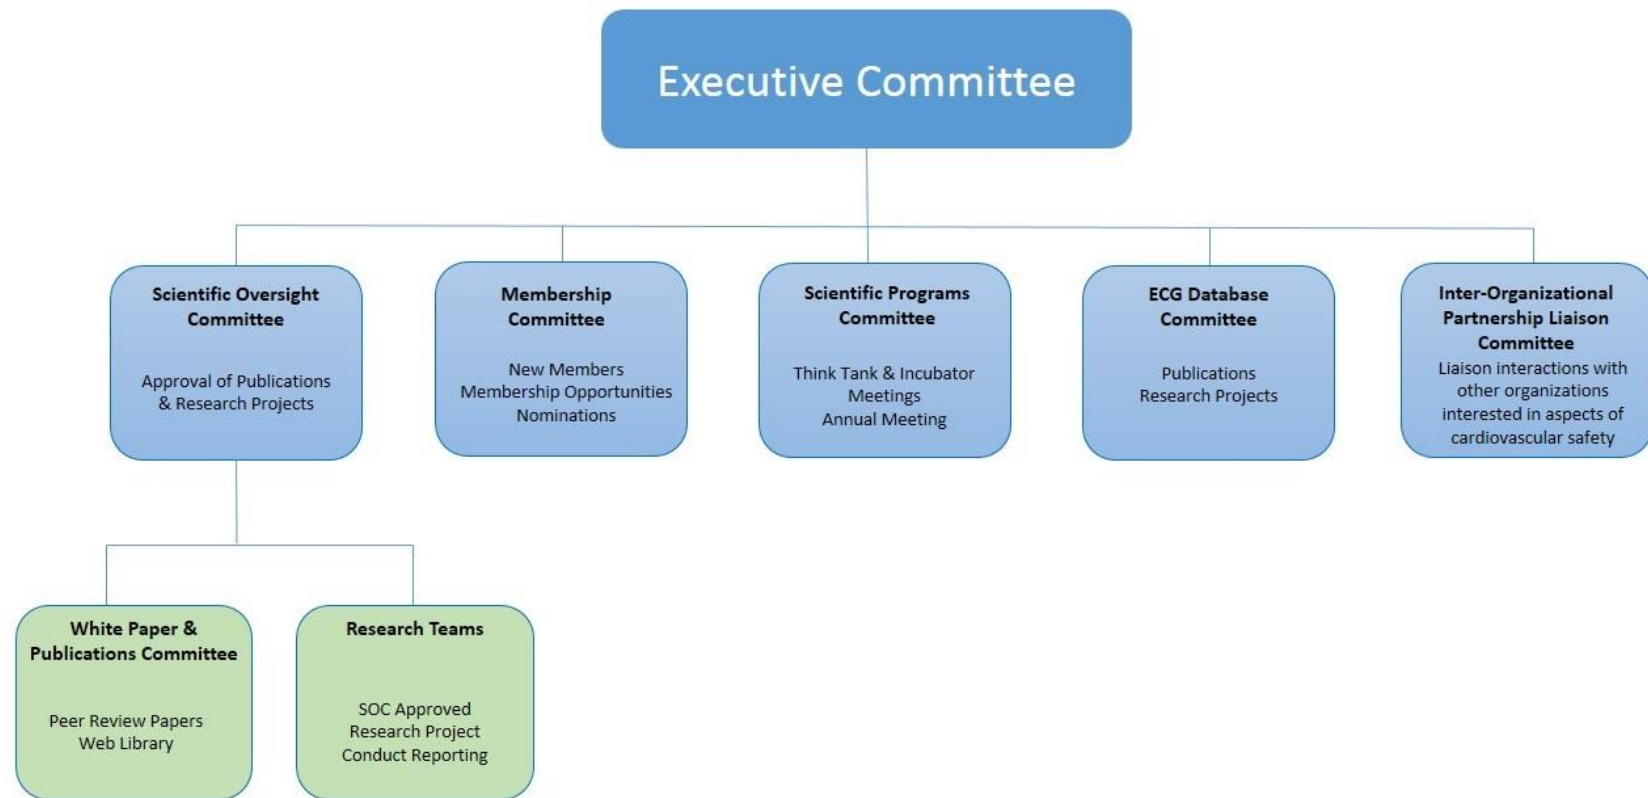 Executive Committee
Scientific Oversight
Committee
Approval of Publications
& Research Projects
Membership
Committee
New Members
Membership Opportunities
Nominations
Scientific Programs
Committee
Think Tank & Incubator
Meetings
Annual Meeting
ECG Database
Committee
Publications
Research Projects
Inter-Organizational
Partnership Liaison
Committee
Liaison interactions with
other organizations
interested in aspects of
cardiovascular safety
White Paper &
Publications Committee
Peer Review Papers
Web Library
Research Teams
SOC Approved
Research Project
Conduct Reporting